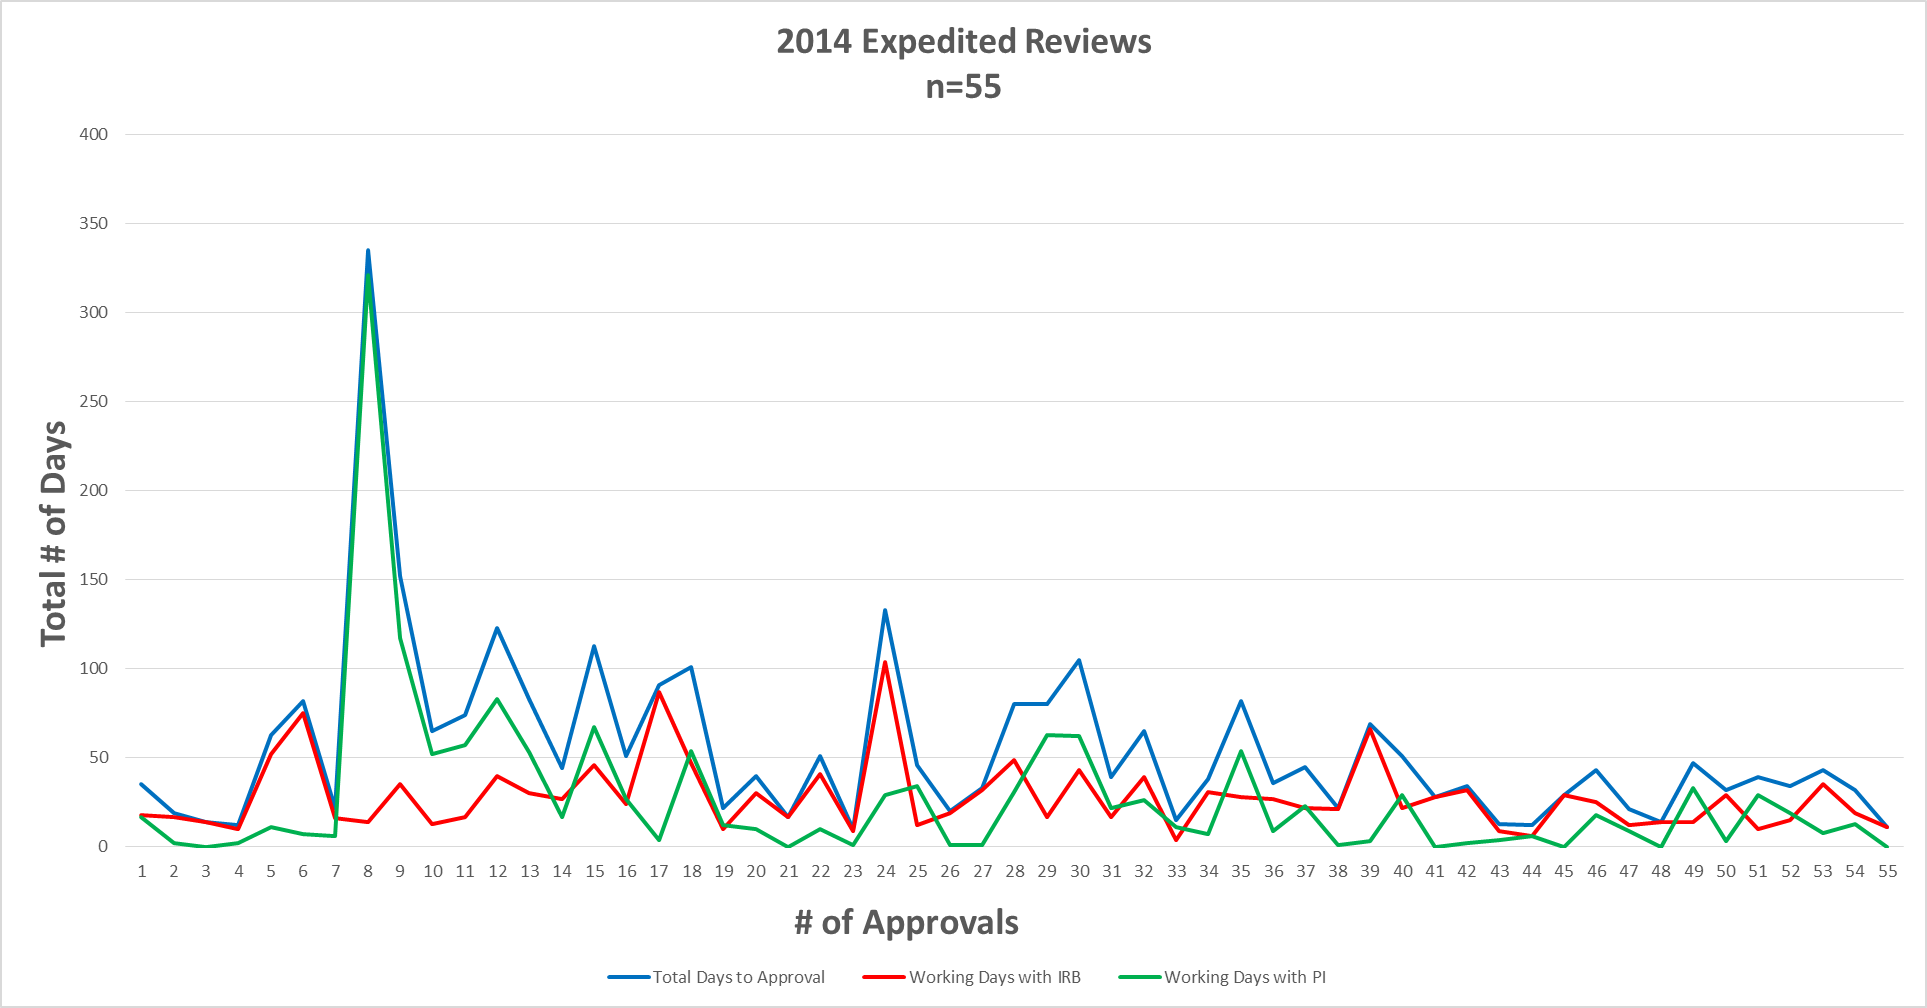 2014 Expedited Reviews
n=55
400
350
300
250
200
150
100
50
0
Total # of Days
1 2 3 4 5 6 7 8 9 10 11 12 13 14 15 16 17 18 19 20 21 22 23 24 25 26 27 28 29 30 31 32 33 34 35 36 37 38 39 40 41 42 43 44 45 46 47 48 49 50 51 52 53 54 55
# of Approvals
Total Days to Approval Working Days with IRB Working Days with PI